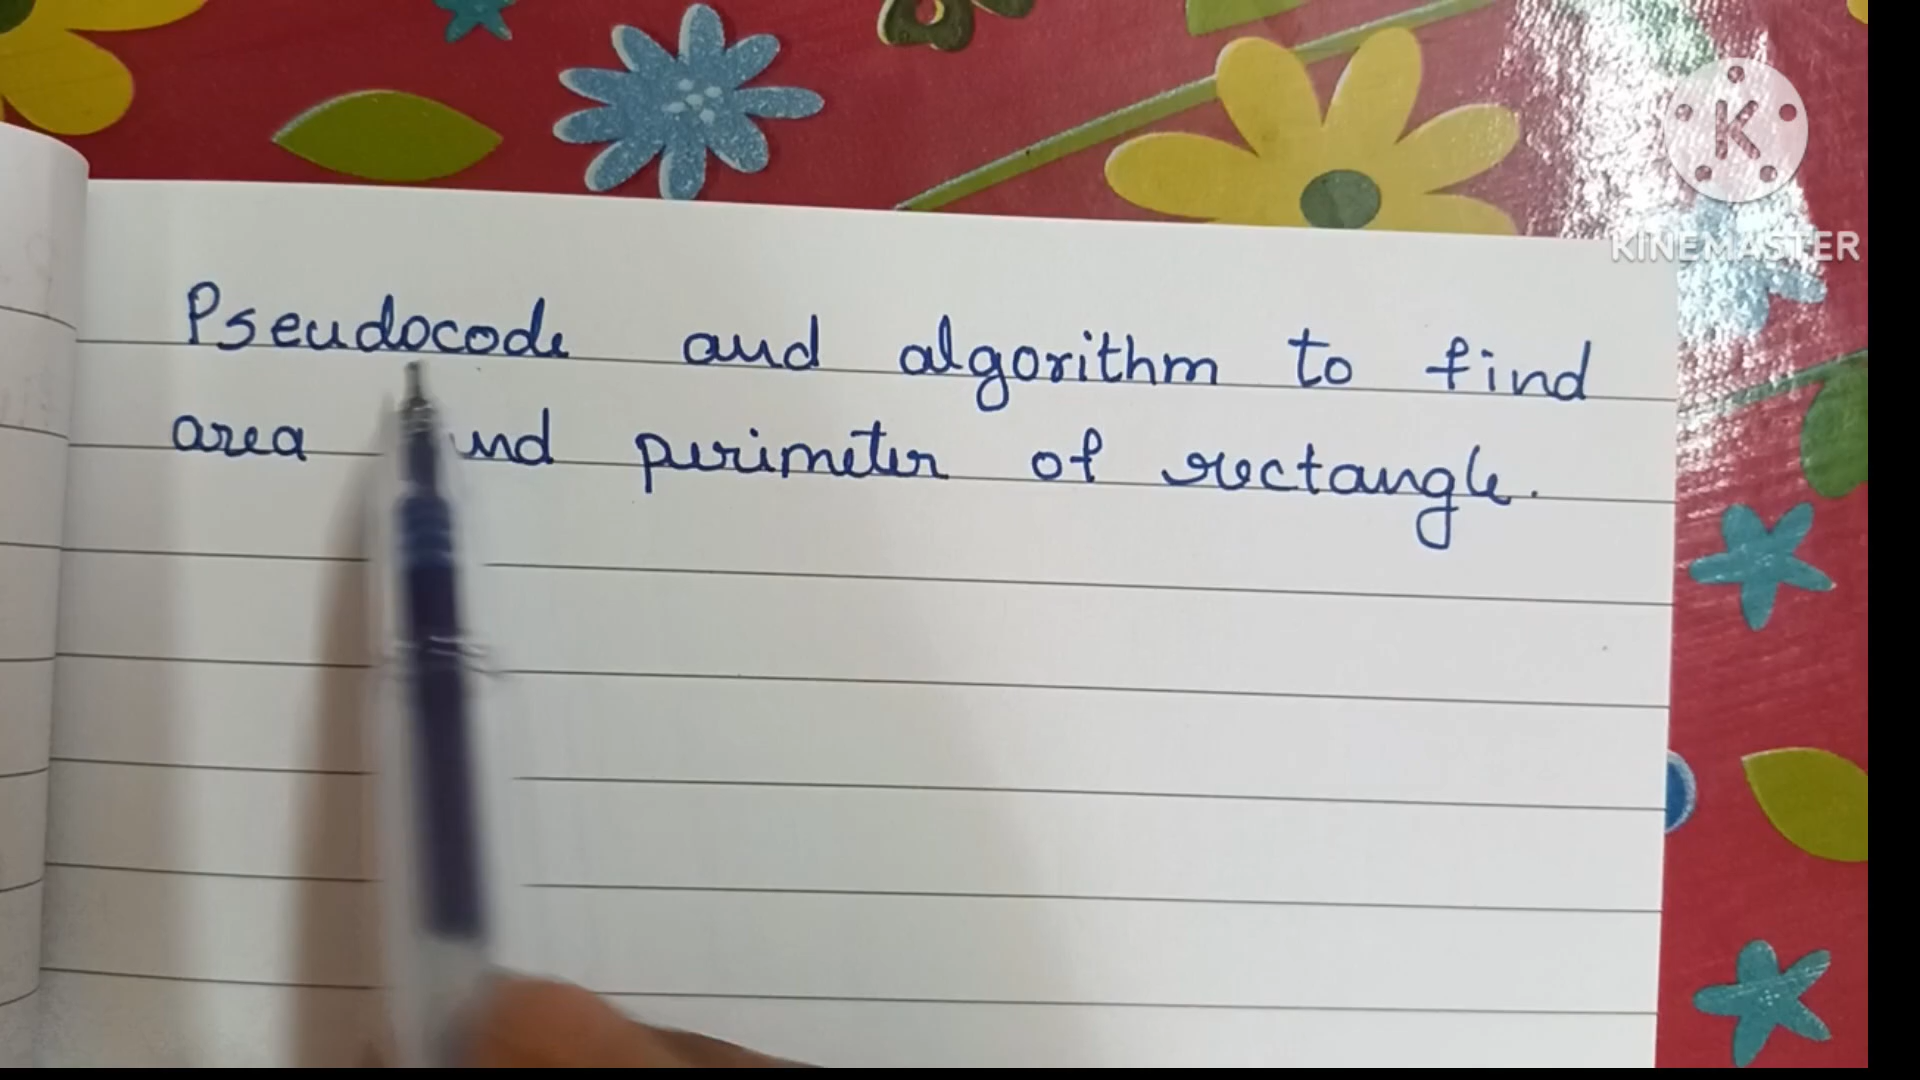 K
KINEMASTER
Pseudocode and algorithm to find
area and perimeter of rectangle.